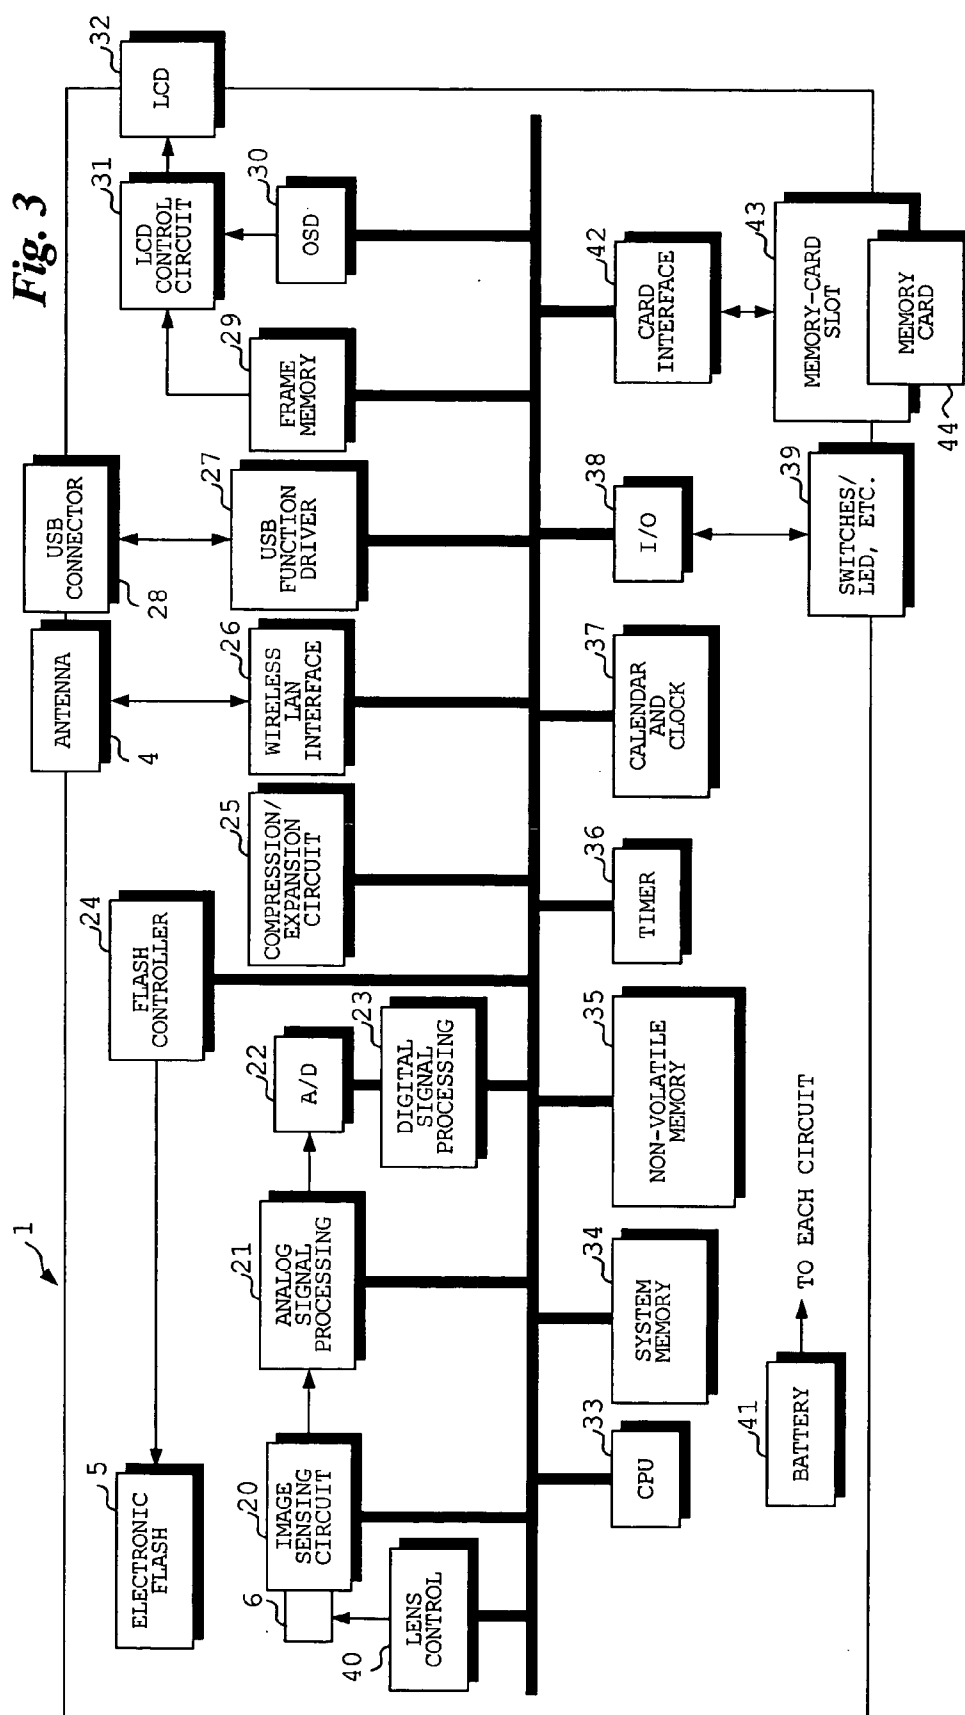 Fig. 3
1
ELECTRONIC
FLASH
5
FLASH
CONTROLLER
24
ANTENNA
4
USB
CONNECTOR
28
LCD
32
LCD
CONTROL
CIRCUIT
31
6
IMAGE
SENSING
CIRCUIT
20
ANALOG
SIGNAL
PROCESSING
21
A/D
22
COMPRESSION/
EXPANSION
CIRCUIT
25
WIRELESS
LAN
INTERFACE
26
USB
FUNCTION
DRIVER
27
FRAME
MEMORY
29
OSD
30
LENS
CONTROL
40
DIGITAL
SIGNAL
PROCESSING
23
CPU
33
SYSTEM
MEMORY
34
NON-VOLATILE
MEMORY
35
TIMER
36
CALENDAR
AND
CLOCK
37
I/O
38
CARD
INTERFACE
42
BATTERY
41
TO EACH CIRCUIT
SWITCHES/
LED, ETC.
39
MEMORY-CARD
SLOT
43
MEMORY
CARD
44